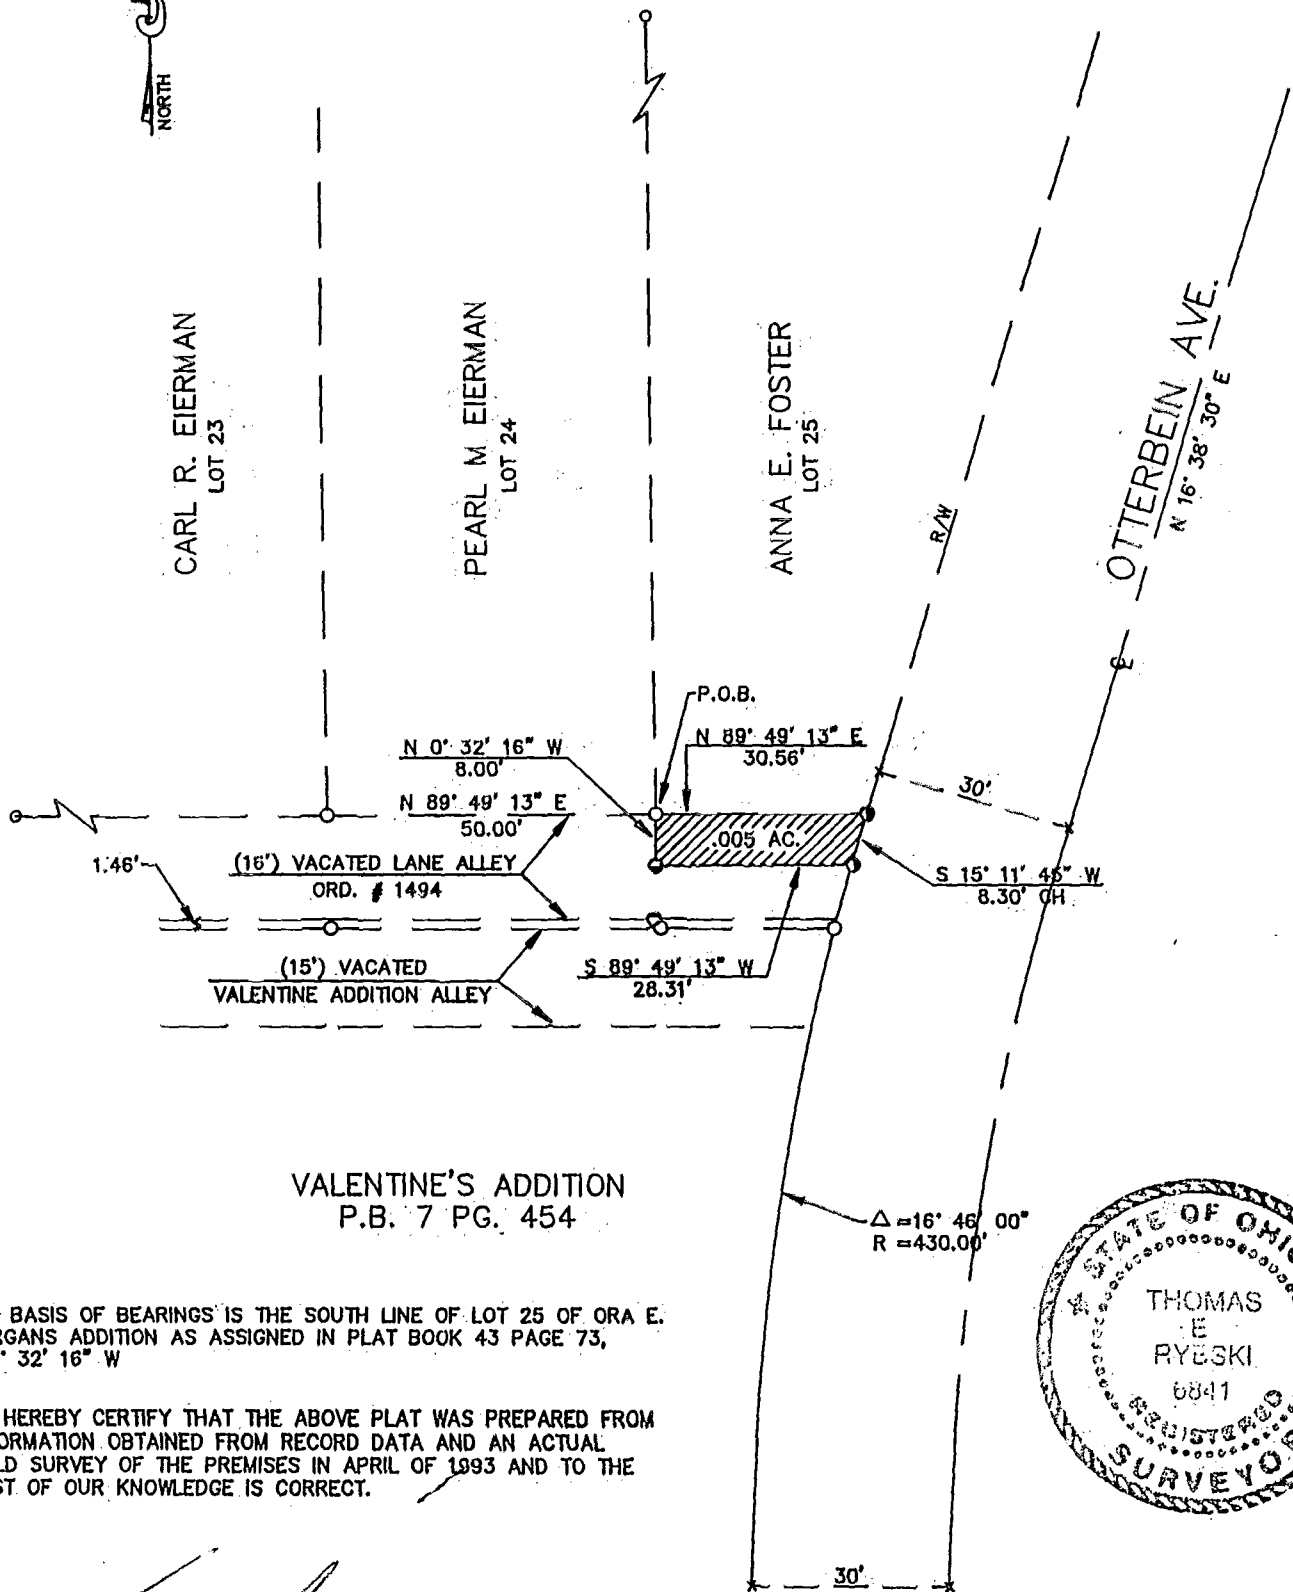 NORTH
CARL R. EIERMAN
LOT 23
PEARL M EIERMAN
LOT 24
ANNA E. FOSTER
LOT 25
R/W
OTTERBEIN AVE.
N 16° 38' 30" E
℄
P.O.B.
N 0° 32' 16" W
8.00'
N 89° 49' 13" E
30.56'
N 89° 49' 13" E
50.00'
30'
.005 AC.
1.46'
(16') VACATED LANE ALLEY
ORD. # 1494
S 15° 11' 45" W
8.30' CH
(15') VACATED
VALENTINE ADDITION ALLEY
S 89° 49' 13" W
28.31'
VALENTINE'S ADDITION
P.B. 7 PG. 454
Δ =16° 46' 00"
R =430.00'
BASIS OF BEARINGS IS THE SOUTH LINE OF LOT 25 OF ORA E.
RGANS ADDITION AS ASSIGNED IN PLAT BOOK 43 PAGE 73,
° 32' 16" W
HEREBY CERTIFY THAT THE ABOVE PLAT WAS PREPARED FROM
ORMATION OBTAINED FROM RECORD DATA AND AN ACTUAL
LD SURVEY OF THE PREMISES IN APRIL OF 1993 AND TO THE
ST OF OUR KNOWLEDGE IS CORRECT.
STATE OF OHIO
THOMAS
E
RYBSKI
6841
REGISTERED
SURVEYOR
30'